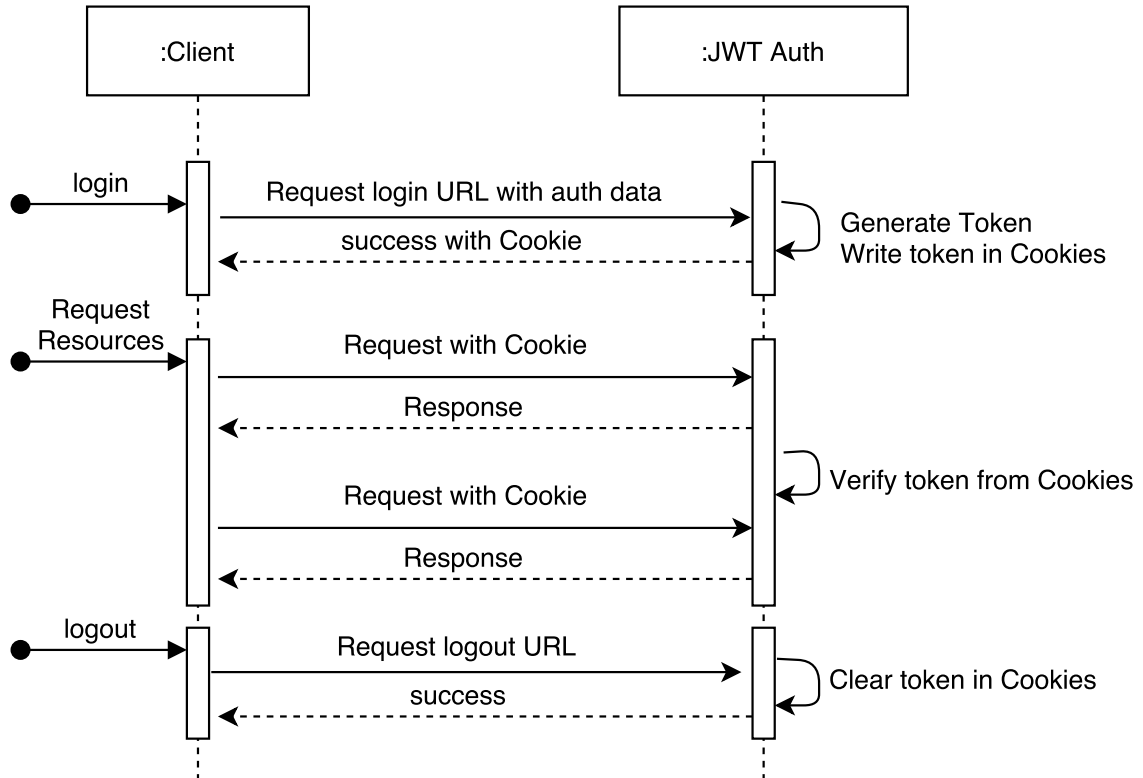 :Client
:JWT Auth
login
Request login URL with auth data
success with Cookie
Generate Token
Write token in Cookies
Request
Resources
Request with Cookie
Response
Verify token from Cookies
Request with Cookie
Response
logout
Request logout URL
success
Clear token in Cookies